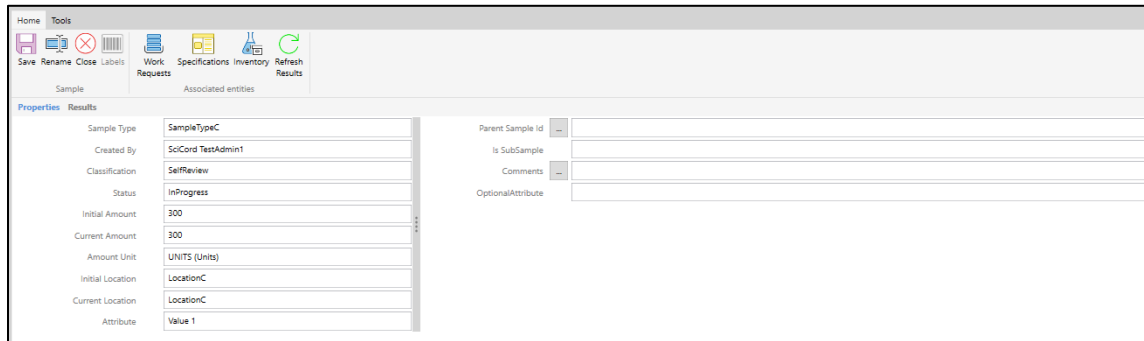 Home Tools
Save Rename Close Labels Work Requests Specifications Inventory Refresh Results
Sample Associated entities
Properties Results
Sample Type SampleTypeC Parent Sample Id ...
Created By SciCord TestAdmin1 Is SubSample
Classification SelfReview Comments ...
Status InProgress OptionalAttribute
Initial Amount 300
Current Amount 300
Amount Unit UNITS (Units)
Initial Location LocationC
Current Location LocationC
Attribute Value 1